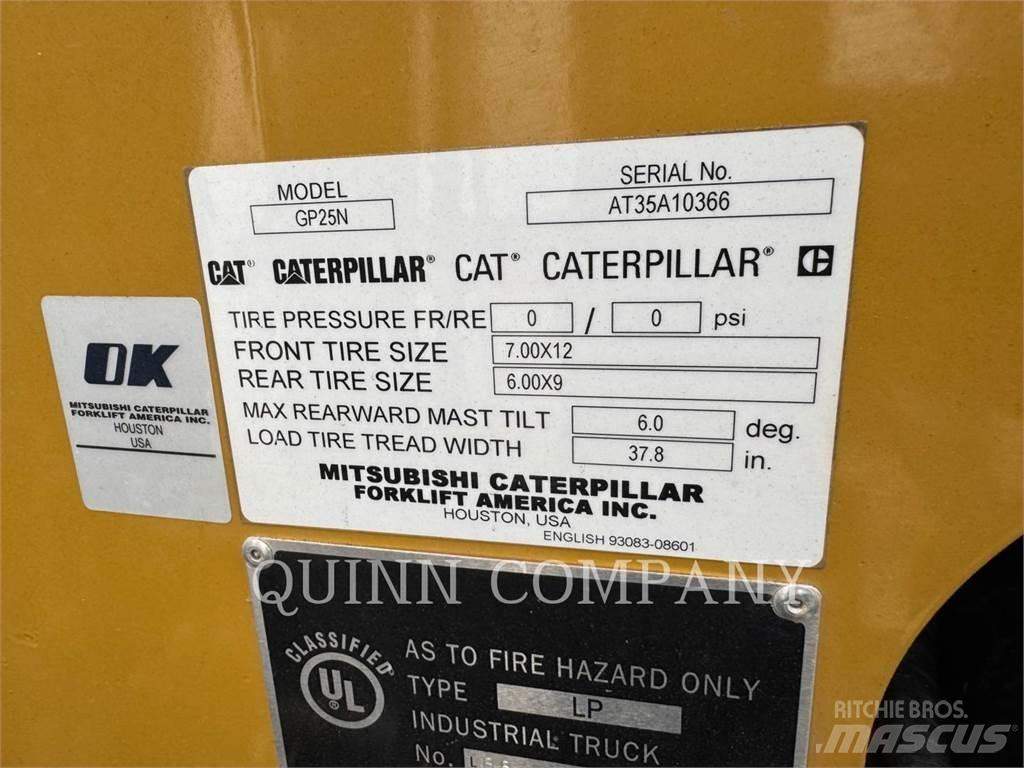 MODEL
GP25N
SERIAL No.
AT35A10366
CAT® CATERPILLAR® CAT® CATERPILLAR®
TIRE PRESSURE FR/RE 0 / 0 psi
FRONT TIRE SIZE 7.00X12
REAR TIRE SIZE 6.00X9
MAX REARWARD MAST TILT 6.0 deg.
LOAD TIRE TREAD WIDTH 37.8 in.
MITSUBISHI CATERPILLAR
FORKLIFT AMERICA INC.
HOUSTON, USA
ENGLISH 93083-08601
OK
MITSUBISHI CATERPILLAR
FORKLIFT AMERICA INC.
HOUSTON
USA
QUINN COMPANY
CLASSIFIED
UL®
AS TO FIRE HAZARD ONLY
TYPE LP
INDUSTRIAL TRUCK
No.
RITCHIE BROS.
MASCUS